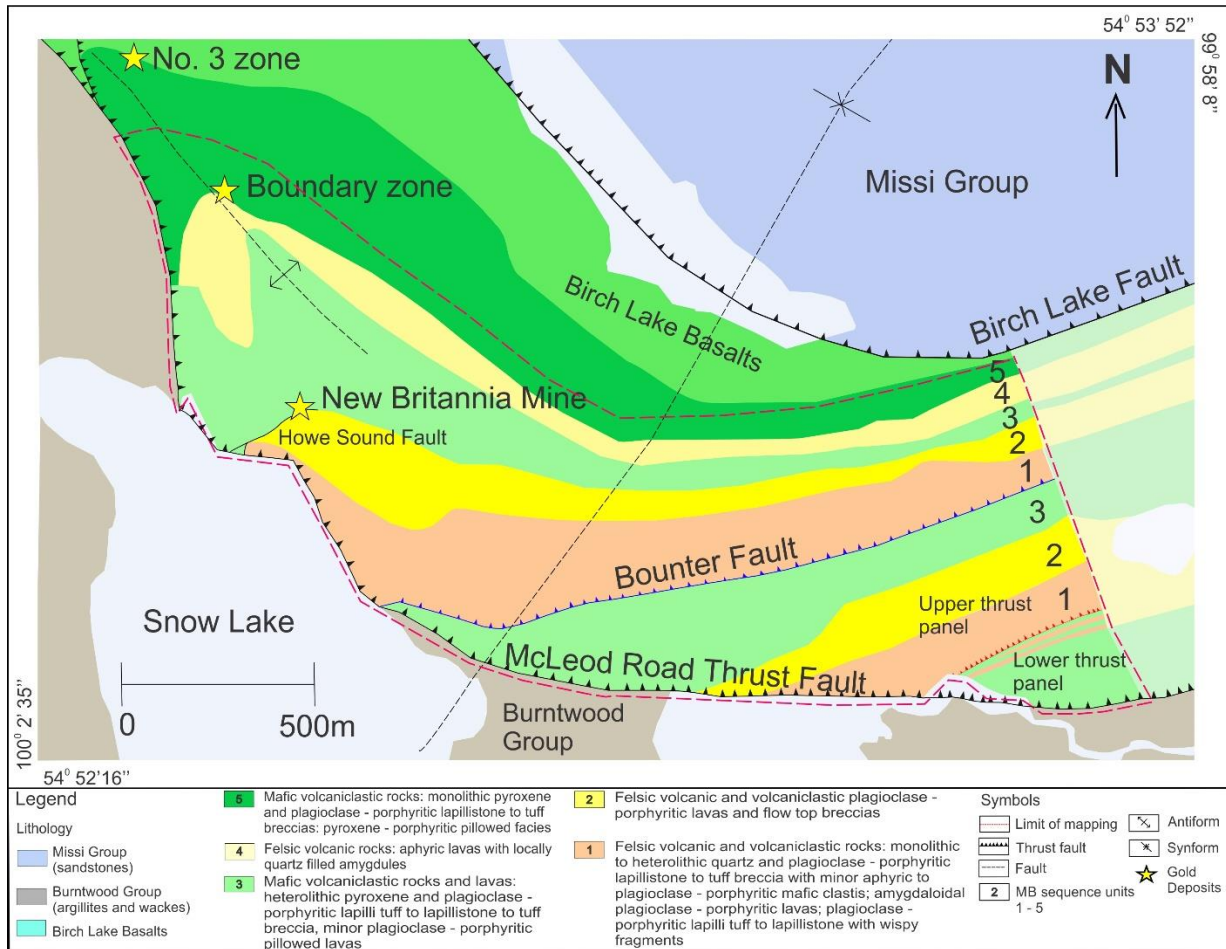 54⁰ 53' 52"
99⁰ 58' 8"
No. 3 zone
N
Missi Group
Boundary zone
Birch Lake Basalts
Birch Lake Fault
5
4
3
2
1
New Britannia Mine
Howe Sound Fault
3
2
1
Bounter Fault
Upper thrust
panel
Snow Lake
McLeod Road Thrust Fault
Lower thrust
panel
0 500m
Burntwood
Group
100⁰ 2' 35"
54⁰ 52'16"
Legend
Lithology
Missi Group
(sandstones)
Burntwood Group
(argillites and wackes)
Birch Lake Basalts
5 Mafic volcaniclastic rocks: monolithic pyroxene
and plagioclase - porphyritic lapillistone to tuff
breccias: pyroxene - porphyritic pillowed facies
4 Felsic volcanic rocks: aphyric lavas with locally
quartz filled amygdules
3 Mafic volcaniclastic rocks and lavas:
heterolithic pyroxene and plagioclase -
porphyritic lapilli tuff to lapillistone to tuff
breccia, minor plagioclase - porphyritic
pillowed lavas
2 Felsic volcanic and volcaniclastic plagioclase -
porphyritic lavas and flow top breccias
1 Felsic volcanic and volcaniclastic rocks: monolithic
to heterolithic quartz and plagioclase - porphyritic
lapillistone to tuff breccia with minor aphyric to
plagioclase - porphyritic mafic clastis; amygdaloidal
plagioclase - porphyritic lavas; plagioclase -
porphyritic lapilli tuff to lapillistone with wispy
fragments
Symbols
Limit of mapping
Thrust fault
Fault
2 MB sequence units
1 - 5
Antiform
Synform
Gold
Deposits